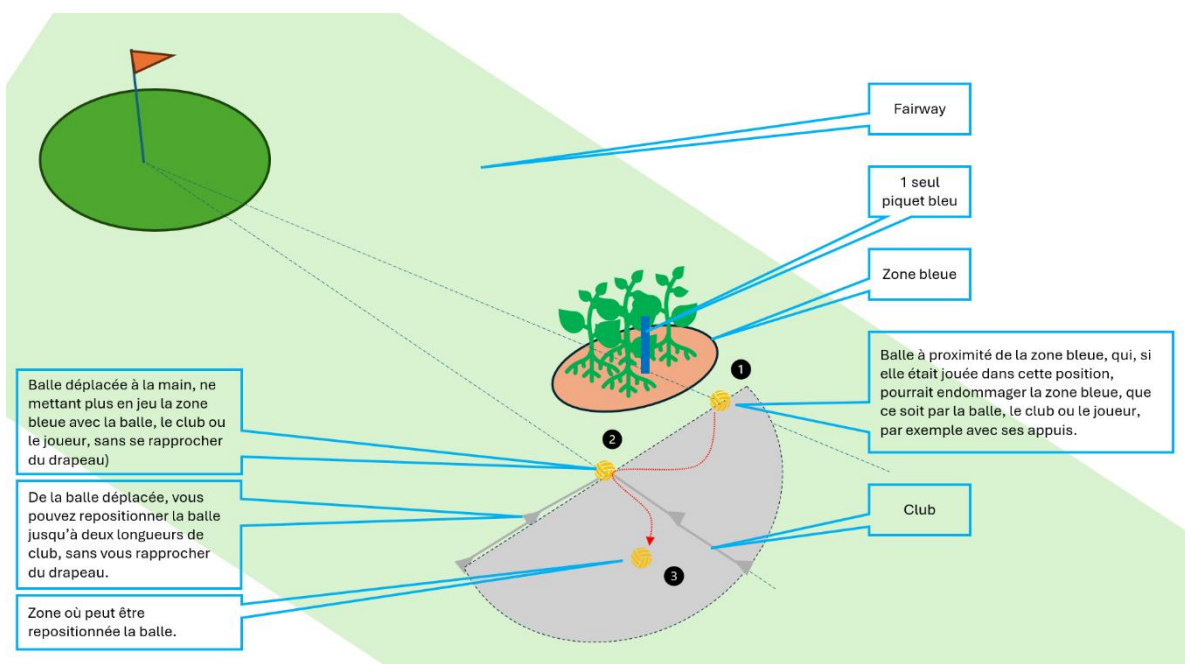 Fairway
1 seul
piquet bleu
Zone bleue
Balle à proximité de la zone bleue, qui, si
elle était jouée dans cette position,
pourrait endommager la zone bleue, que
ce soit par la balle, le club ou le joueur,
par exemple avec ses appuis.
1
Balle déplacée à la main, ne
mettant plus en jeu la zone
bleue avec la balle, le club ou
le joueur, sans se rapprocher
du drapeau)
2
De la balle déplacée, vous
pouvez repositionner la balle
jusqu'à deux longueurs de
club, sans vous rapprocher
du drapeau.
Club
3
Zone où peut être
repositionnée la balle.